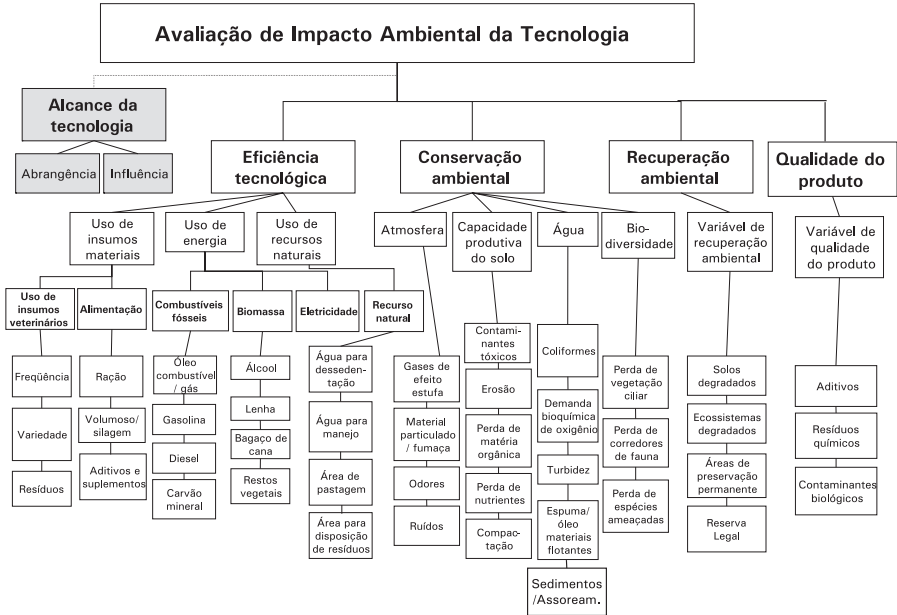 Avaliação de Impacto Ambiental da Tecnologia
Alcance da
tecnologia
Abrangência
Influência
Eficiência
tecnológica
Conservação
ambiental
Recuperação
ambiental
Qualidade do
produto
Uso de
insumos
materiais
Uso de
energia
Uso de
recursos
naturais
Atmosfera
Capacidade
produtiva
do solo
Água
Bio-
diversidade
Variável de
recuperação
ambiental
Variável de
qualidade
do produto
Uso de
insumos
veterinários
Alimentação
Combustíveis
fósseis
Biomassa
Eletricidade
Recurso
natural
Freqüência
Variedade
Resíduos
Ração
Volumoso/
silagem
Aditivos e
suplementos
Óleo
combustível
/ gás
Gasolina
Diesel
Carvão
mineral
Álcool
Lenha
Bagaço de
cana
Restos
vegetais
Água para
desseden-
tação
Água para
manejo
Área de
pastagem
Área para
disposição
de resíduos
Gases de
efeito
estufa
Material
particulado
/ fumaça
Odores
Ruídos
Contami-
nantes
tóxicos
Erosão
Perda de
matéria
orgânica
Perda de
nutrientes
Compac-
tação
Coliformes
Demanda
bioquímica
de oxigênio
Turbidez
Espuma/
óleo
materiais
flotantes
Sedimentos
/Assoream.
Perda de
vegetação
ciliar
Perda de
corredores
de fauna
Perda de
espécies
ameaçadas
Solos
degradados
Ecossistemas
degradados
Áreas de
preservação
permanente
Reserva
Legal
Aditivos
Resíduos
químicos
Contaminantes
biológicos